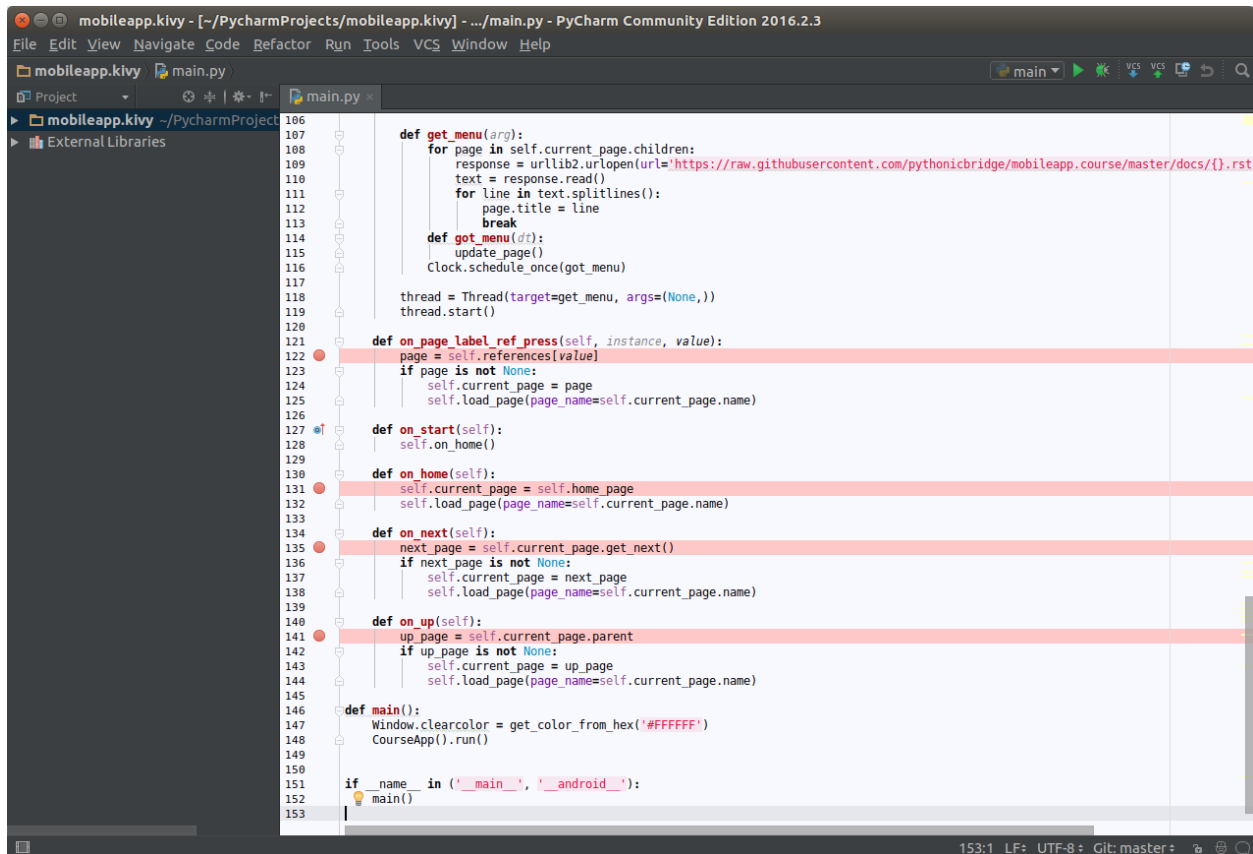 mobileapp.kivy - [~/PycharmProjects/mobileapp.kivy] - .../main.py - PyCharm Community Edition 2016.2.3
File Edit View Navigate Code Refactor Run Tools VCS Window Help
mobileapp.kivy main.py main VCS VCS
Project main.py ×
mobileapp.kivy ~/PycharmProject
External Libraries
106
107 def get_menu(arg):
108 for page in self.current_page.children:
109 response = urllib2.urlopen(url='https://raw.githubusercontent.com/pythonicbridge/mobileapp.course/master/docs/{}.rst
110 text = response.read()
111 for line in text.splitlines():
112 page.title = line
113 break
114 def got_menu(dt):
115 update_page()
116 Clock.schedule_once(got_menu)
117
118 thread = Thread(target=get_menu, args=(None,))
119 thread.start()
120
121 def on_page_label_ref_press(self, instance, value):
122 page = self.references[value]
123 if page is not None:
124 self.current_page = page
125 self.load_page(page_name=self.current_page.name)
126
127 def on_start(self):
128 self.on_home()
129
130 def on_home(self):
131 self.current_page = self.home_page
132 self.load_page(page_name=self.current_page.name)
133
134 def on_next(self):
135 next_page = self.current_page.get_next()
136 if next_page is not None:
137 self.current_page = next_page
138 self.load_page(page_name=self.current_page.name)
139
140 def on_up(self):
141 up_page = self.current_page.parent
142 if up_page is not None:
143 self.current_page = up_page
144 self.load_page(page_name=self.current_page.name)
145
146 def main():
147 Window.clearcolor = get_color_from_hex('#FFFFFF')
148 CourseApp().run()
149
150
151 if __name__ in ('__main__', '__android__'):
152 main()
153
153:1 LF÷ UTF-8÷ Git:master÷